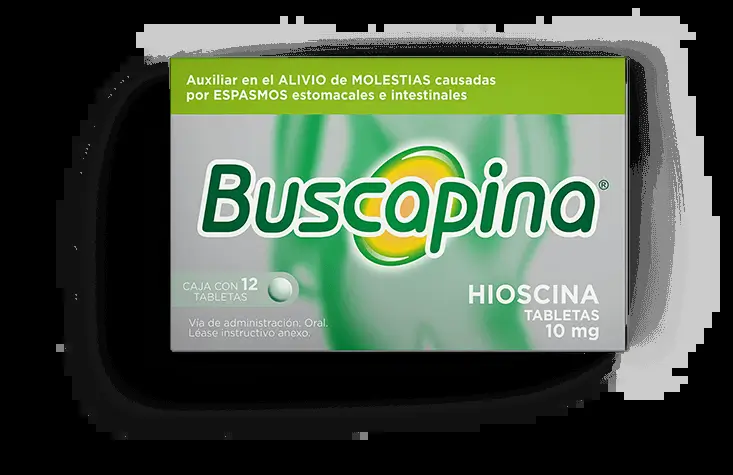 Auxiliar en el ALIVIO de MOLESTIAS causadas
por ESPASMOS estomacales e intestinales
Buscapina®
CAJA CON 12
TABLETAS
HIOSCINA
TABLETAS
10 mg
Vía de administración: Oral.
Léase instructivo anexo.